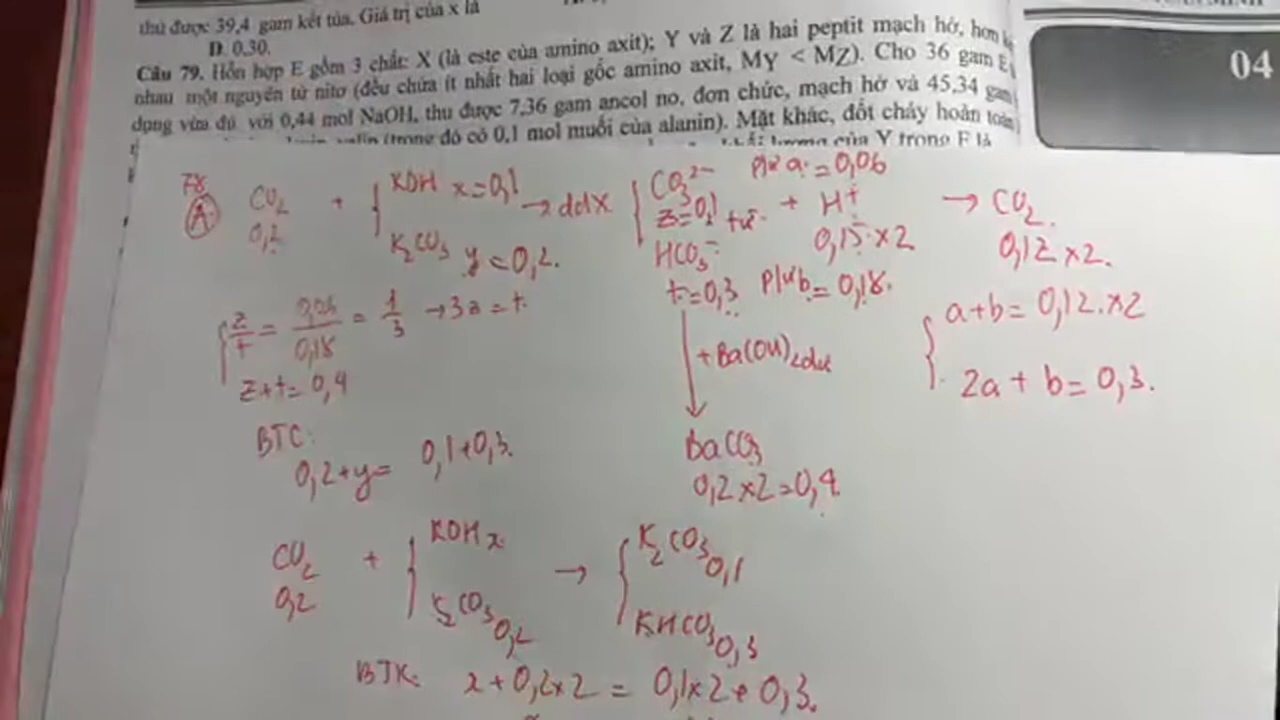 thu được 39,4 gam kết tủa. Giá trị của x là
D. 0.30.
Câu 79. Hỗn hợp E gồm 3 chất: X (là este của amino axit); Y và Z là hai peptit mạch hở, hơn
nhau một nguyên tử nitơ (đều chứa ít nhất hai loại gốc amino axit, MY < MZ). Cho 36 gam E
dụng vừa đủ với 0,44 mol NaOH, thu được 7,36 gam ancol no, đơn chức, mạch hở và 45,34 gam
valin (trong đó có 0,1 mol muối của alanin). Mặt khác, đốt cháy hoàn toàn
của Y trong E là
04
78
A.
CO2 + KOH x=0,1 → ddX CO3^2- p/ư a = 0,06
0,2 K2CO3 y=0,2. z=0,1 + H+ → CO2.
HCO3^- 0,15×2 0,12×2.
t=0,3 p/ư b = 0,18.
z/t = 0,06/0,18 = 1/3 → 3z = t. a+b = 0,12×2
z+t=0,4 +Ba(OH)2 dư 2a + b = 0,3.
BTC:
0,2+y= 0,1+0,3. BaCO3
0,2×2=0,4.
CO2 + KOH x → K2CO3 0,1
0,2 K2CO3 0,2 KHCO3 0,3
BTK: x+0,2×2 = 0,1×2+0,3.